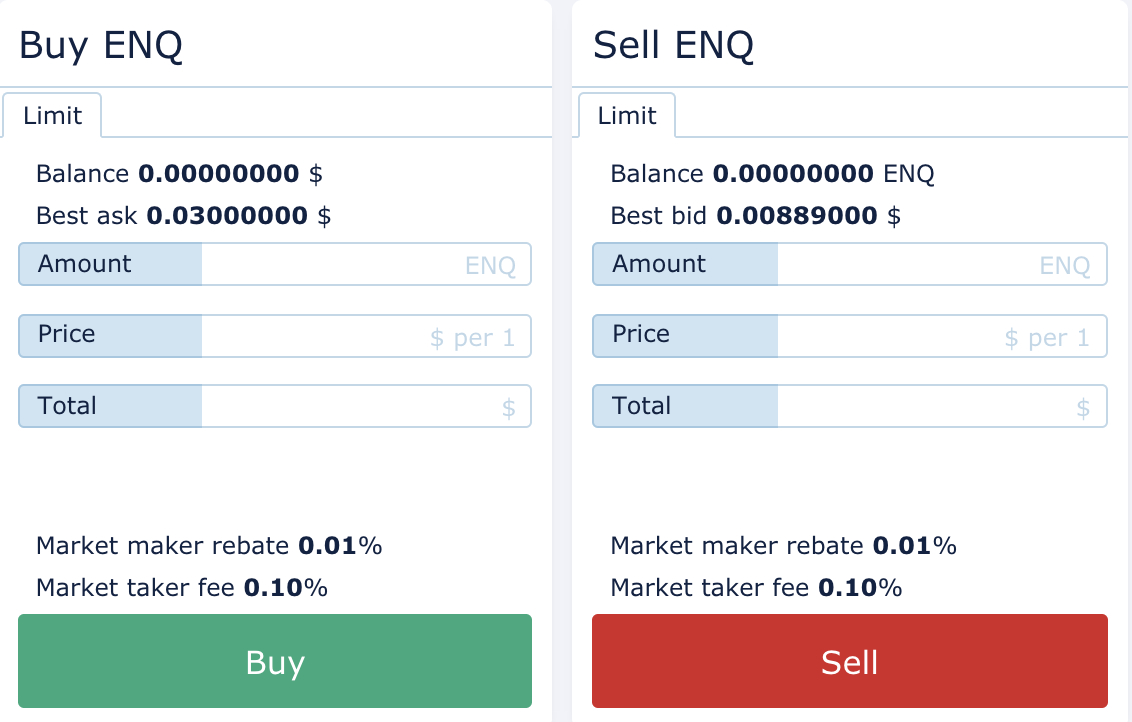 Buy ENQ
Limit
Balance 0.00000000 $
Best ask 0.03000000 $
Amount ENQ
Price $ per 1
Total $
Market maker rebate 0.01%
Market taker fee 0.10%
Buy
Sell ENQ
Limit
Balance 0.00000000 ENQ
Best bid 0.00889000 $
Amount ENQ
Price $ per 1
Total $
Market maker rebate 0.01%
Market taker fee 0.10%
Sell